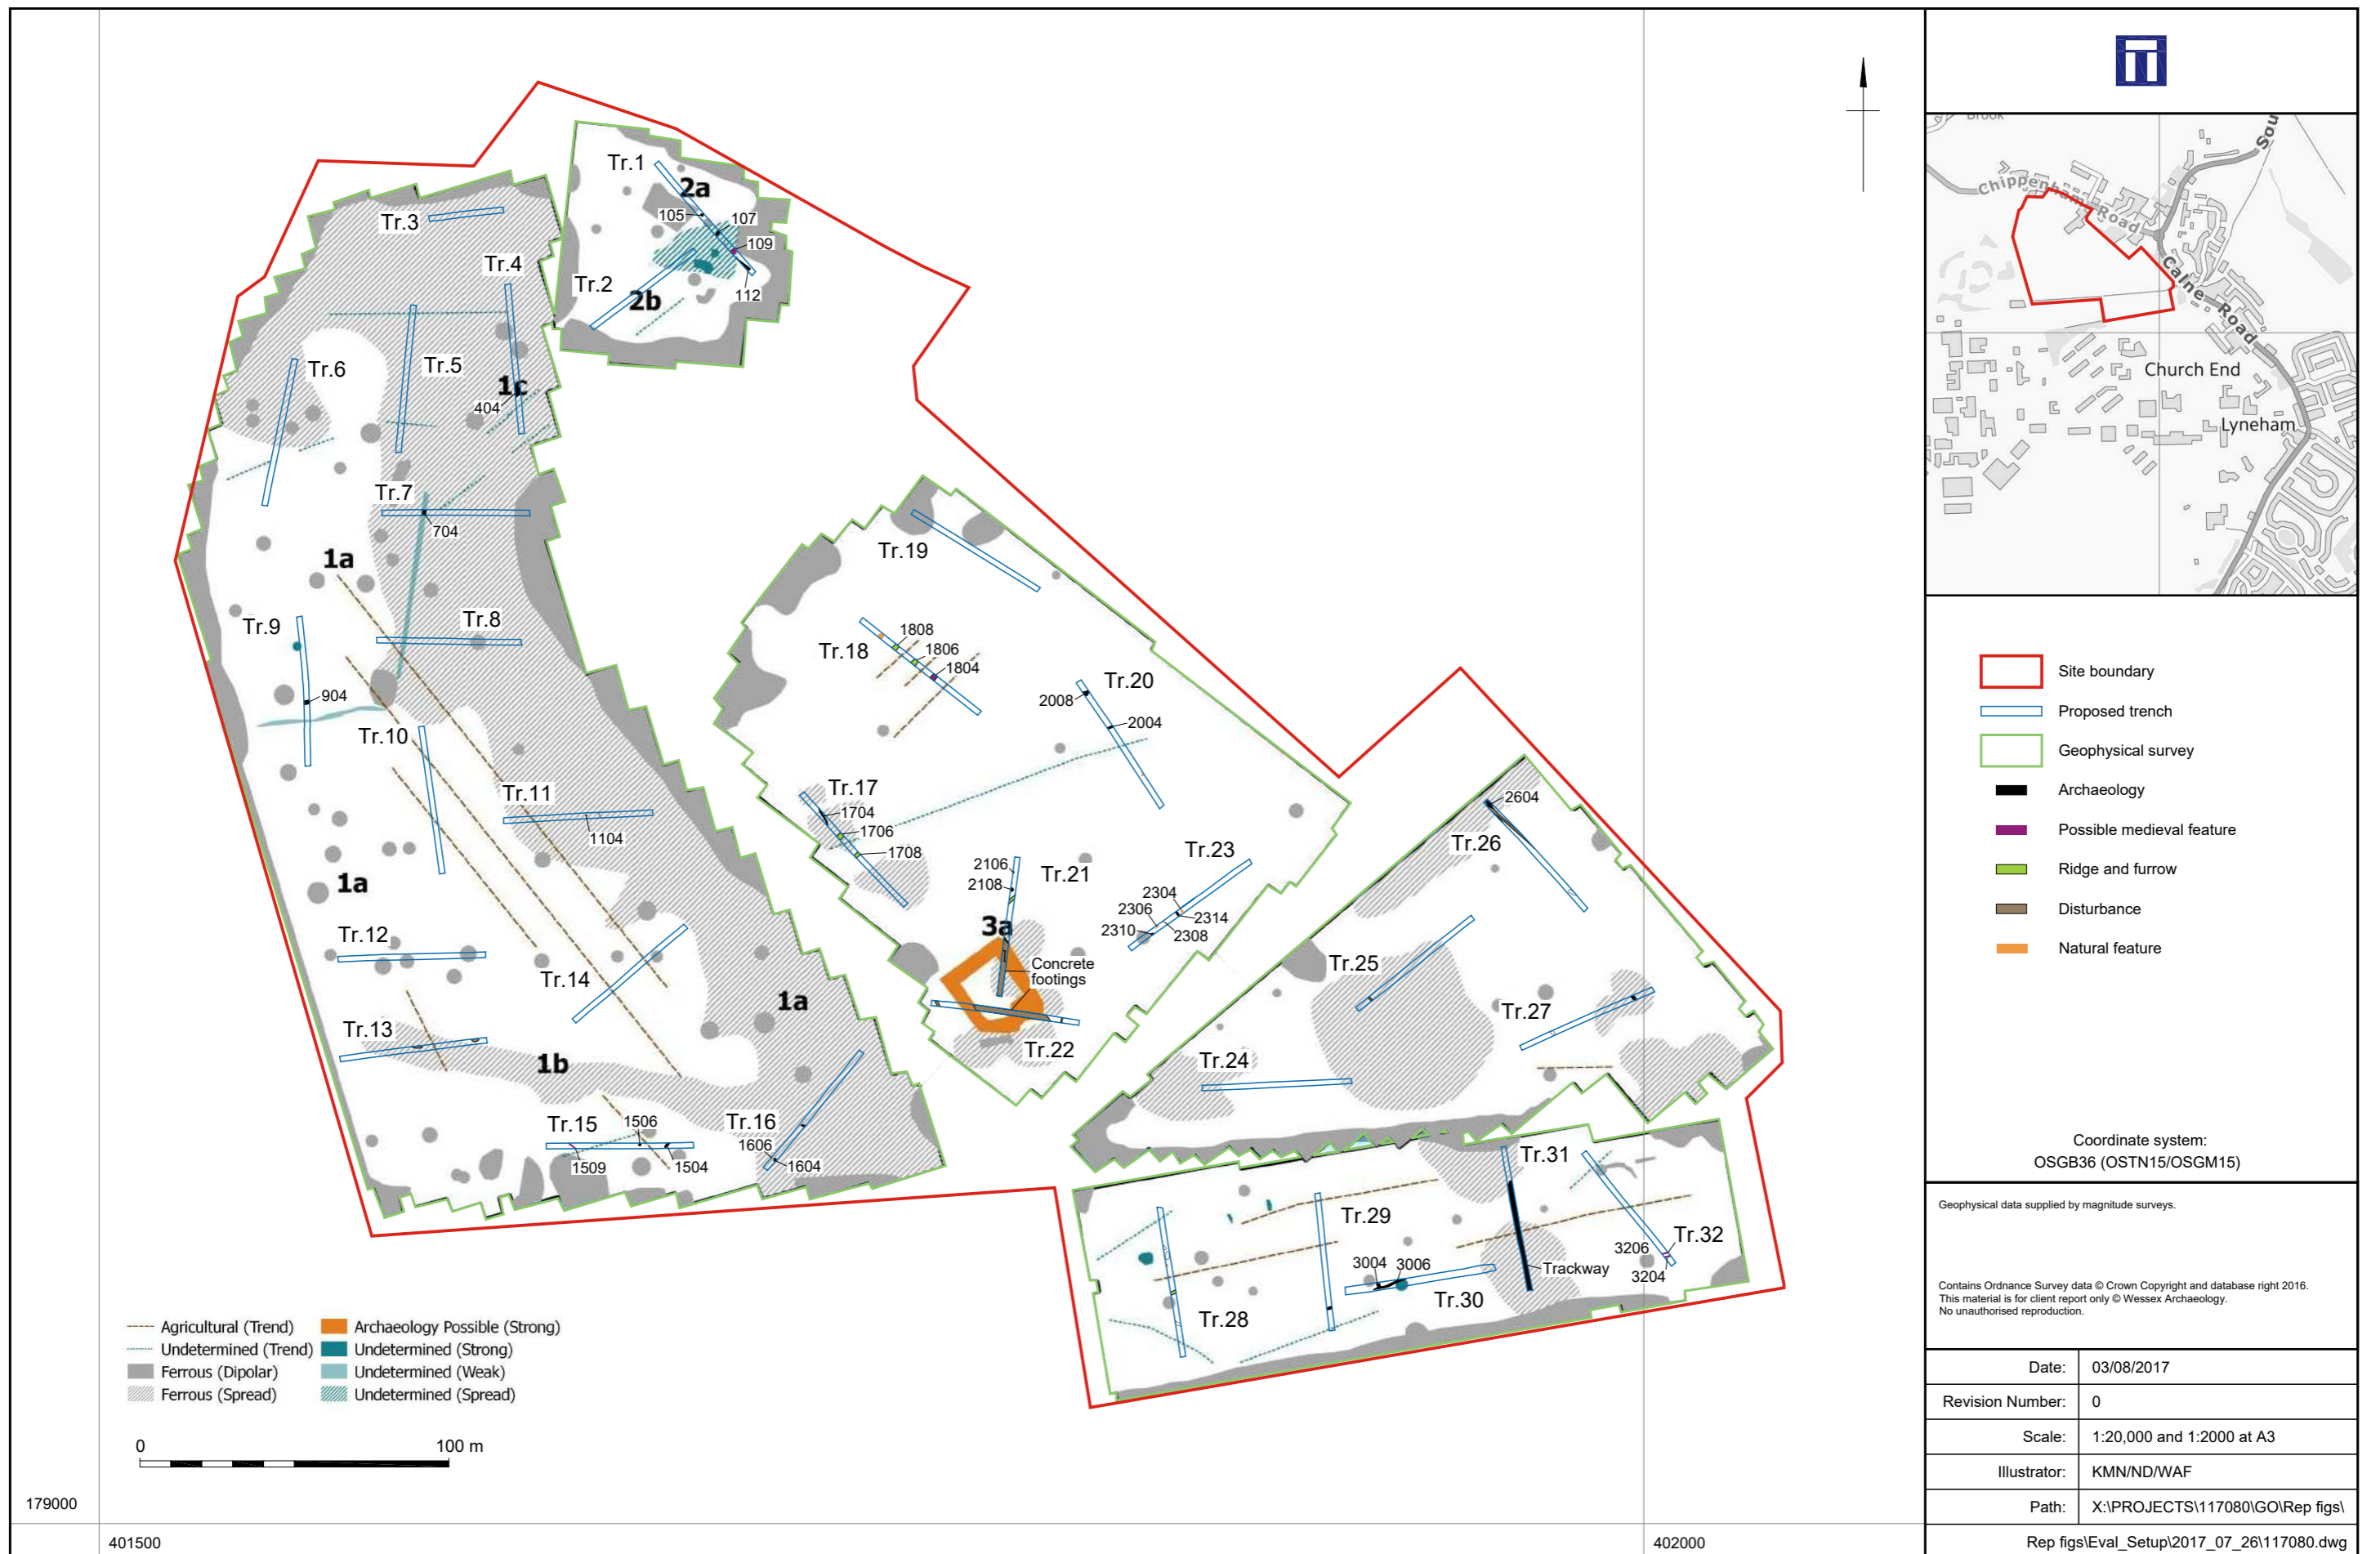 Tr.1
2a
105
107
109
Tr.2
2b
112
Tr.3
Tr.4
Tr.5
Tr.6
1c
404
Tr.7
704
1a
Tr.8
Tr.9
904
Tr.10
Tr.11
1104
1a
Tr.12
Tr.14
1a
Tr.13
1b
Tr.15
1506
1509
1504
Tr.16
1606
1604
Tr.19
Tr.18
1808
1806
1804
Tr.20
2008
2004
Tr.17
1704
1706
1708
2106
2108
Tr.21
3a
Concrete
footings
Tr.22
Tr.23
2304
2306
2314
2310
2308
2604
Tr.26
Tr.25
Tr.27
Tr.24
Tr.31
Tr.29
Tr.32
3206
3204
3004
3006
Trackway
Tr.30
Tr.28
Agricultural (Trend)
Undetermined (Trend)
Ferrous (Dipolar)
Ferrous (Spread)
Archaeology Possible (Strong)
Undetermined (Strong)
Undetermined (Weak)
Undetermined (Spread)
0
100 m
179000
401500
402000
Brook
Sou
Chippenham Road
Calne Road
Church End
Lyneham
Site boundary
Proposed trench
Geophysical survey
Archaeology
Possible medieval feature
Ridge and furrow
Disturbance
Natural feature
Coordinate system:
OSGB36 (OSTN15/OSGM15)
Geophysical data supplied by magnitude surveys.
Contains Ordnance Survey data © Crown Copyright and database right 2016.
This material is for client report only © Wessex Archaeology.
No unauthorised reproduction.
Date: 03/08/2017
Revision Number: 0
Scale: 1:20,000 and 1:2000 at A3
Illustrator: KMN/ND/WAF
Path: X:\PROJECTS\117080\GO\Rep figs\
Rep figs\Eval_Setup\2017_07_26\117080.dwg